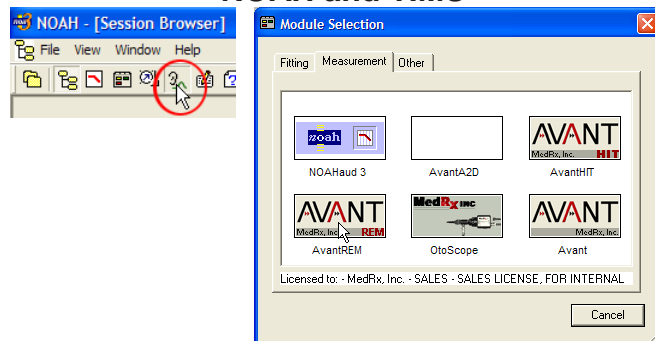 NOAH - [Session Browser]
File View Window Help
Module Selection
Fitting Measurement Other
noah
NOAHaud 3
AvantA2D
AVANT
MedRx, Inc. HIT
AvantHIT
AVANT
MedRx, Inc. REM
AvantREM
MedRx INC
OtoScope
AVANT
MedRx, Inc.
Avant
Licensed to: - MedRx, Inc. - SALES - SALES LICENSE, FOR INTERNAL
Cancel